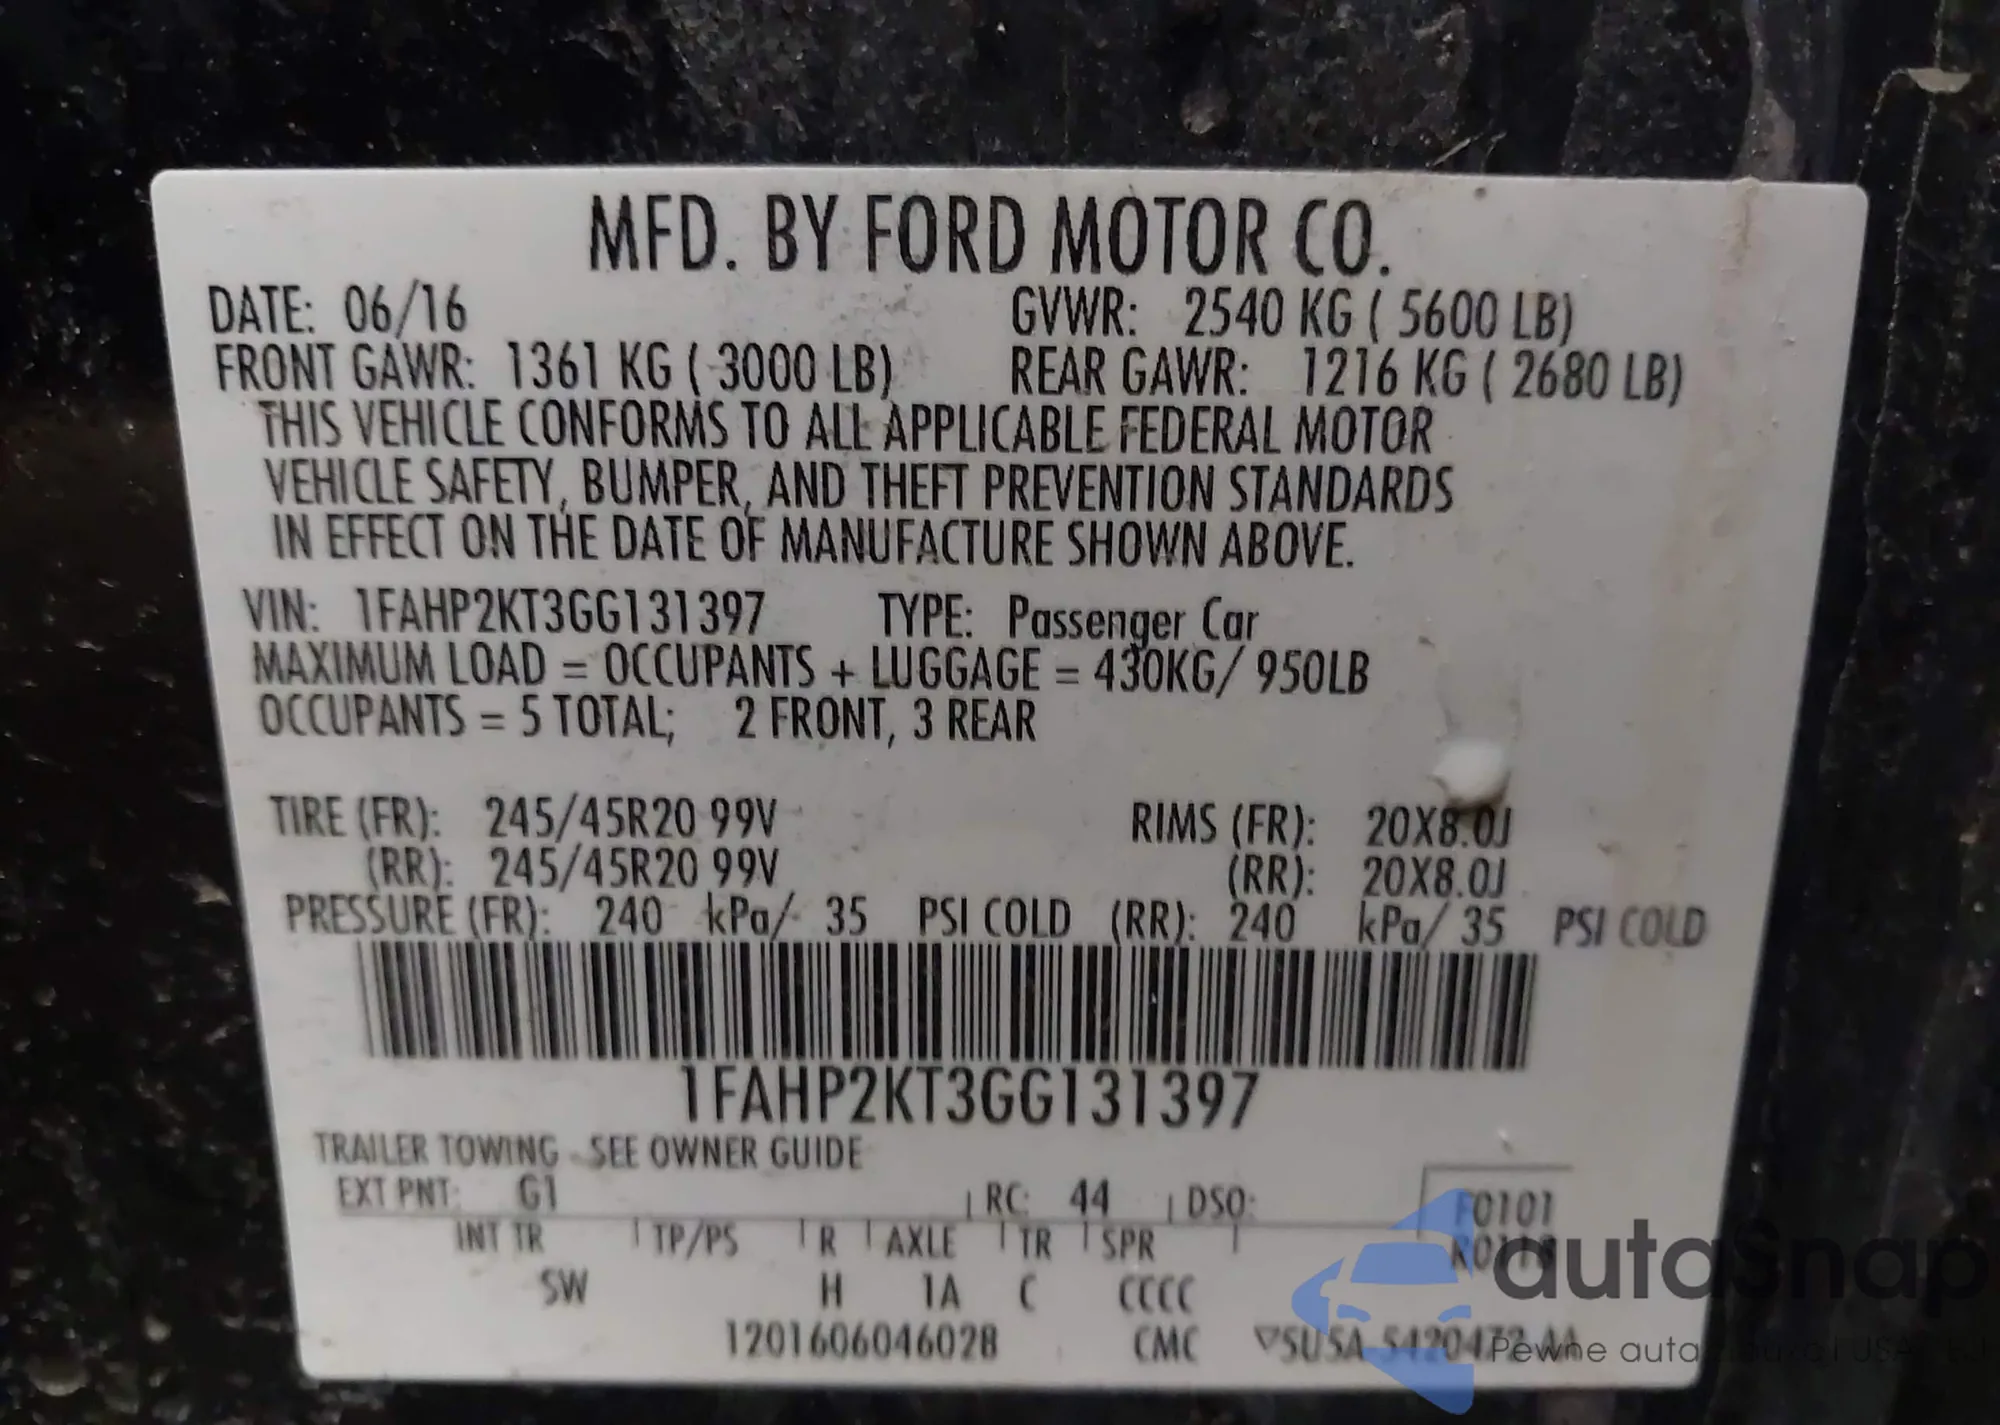 MFD. BY FORD MOTOR CO.
DATE: 06/16 GVWR: 2540 KG ( 5600 LB)
FRONT GAWR: 1361 KG ( 3000 LB) REAR GAWR: 1216 KG ( 2680 LB)
THIS VEHICLE CONFORMS TO ALL APPLICABLE FEDERAL MOTOR
VEHICLE SAFETY, BUMPER, AND THEFT PREVENTION STANDARDS
IN EFFECT ON THE DATE OF MANUFACTURE SHOWN ABOVE.
VIN: 1FAHP2KT3GG131397 TYPE: Passenger Car
MAXIMUM LOAD = OCCUPANTS + LUGGAGE = 430KG/ 950LB
OCCUPANTS = 5 TOTAL; 2 FRONT, 3 REAR
TIRE (FR): 245/45R20 99V RIMS (FR): 20X8.0J
(RR): 245/45R20 99V (RR): 20X8.0J
PRESSURE (FR): 240 kPa/ 35 PSI COLD (RR): 240 kPa/ 35 PSI COLD
1FAHP2KT3GG131397
TRAILER TOWING - SEE OWNER GUIDE
EXT PNT: G1 RC: 44 DSO: F0101
INT TR TP/PS R AXLE TR SPR
SW H 1A C CCCC
1201606046028 CMC
autosnap
Pewne auta USA